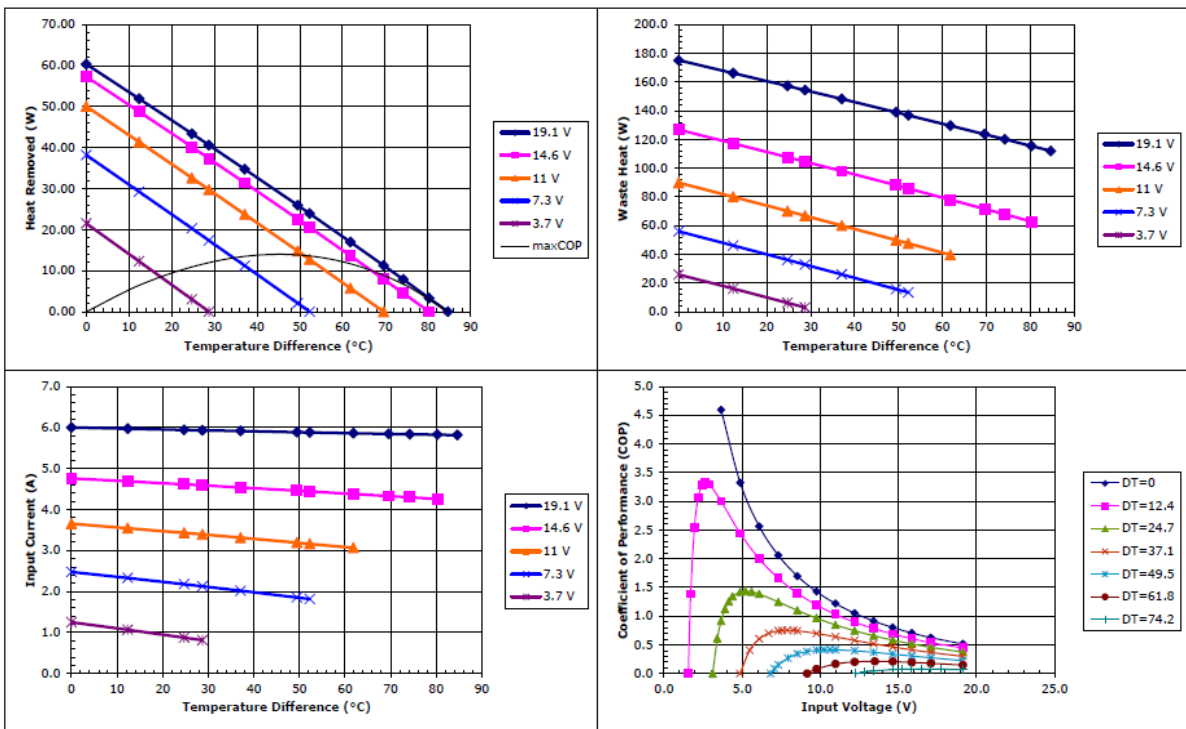 70.00
60.00
50.00
40.00
30.00
20.00
10.00
0.00
Heat Removed (W)
0 10 20 30 40 50 60 70 80 90
Temperature Difference (°C)
19.1 V
14.6 V
11 V
7.3 V
3.7 V
maxCOP
200.0
180.0
160.0
140.0
120.0
100.0
80.0
60.0
40.0
20.0
0.0
Waste Heat (W)
0 10 20 30 40 50 60 70 80 90
Temperature Difference (°C)
19.1 V
14.6 V
11 V
7.3 V
3.7 V
7.0
6.0
5.0
4.0
3.0
2.0
1.0
0.0
Input Current (A)
0 10 20 30 40 50 60 70 80 90
Temperature Difference (°C)
19.1 V
14.6 V
11 V
7.3 V
3.7 V
5.0
4.5
4.0
3.5
3.0
2.5
2.0
1.5
1.0
0.5
0.0
Coefficient of Performance (COP)
0.0 5.0 10.0 15.0 20.0 25.0
Input Voltage (V)
DT=0
DT=12.4
DT=24.7
DT=37.1
DT=49.5
DT=61.8
DT=74.2